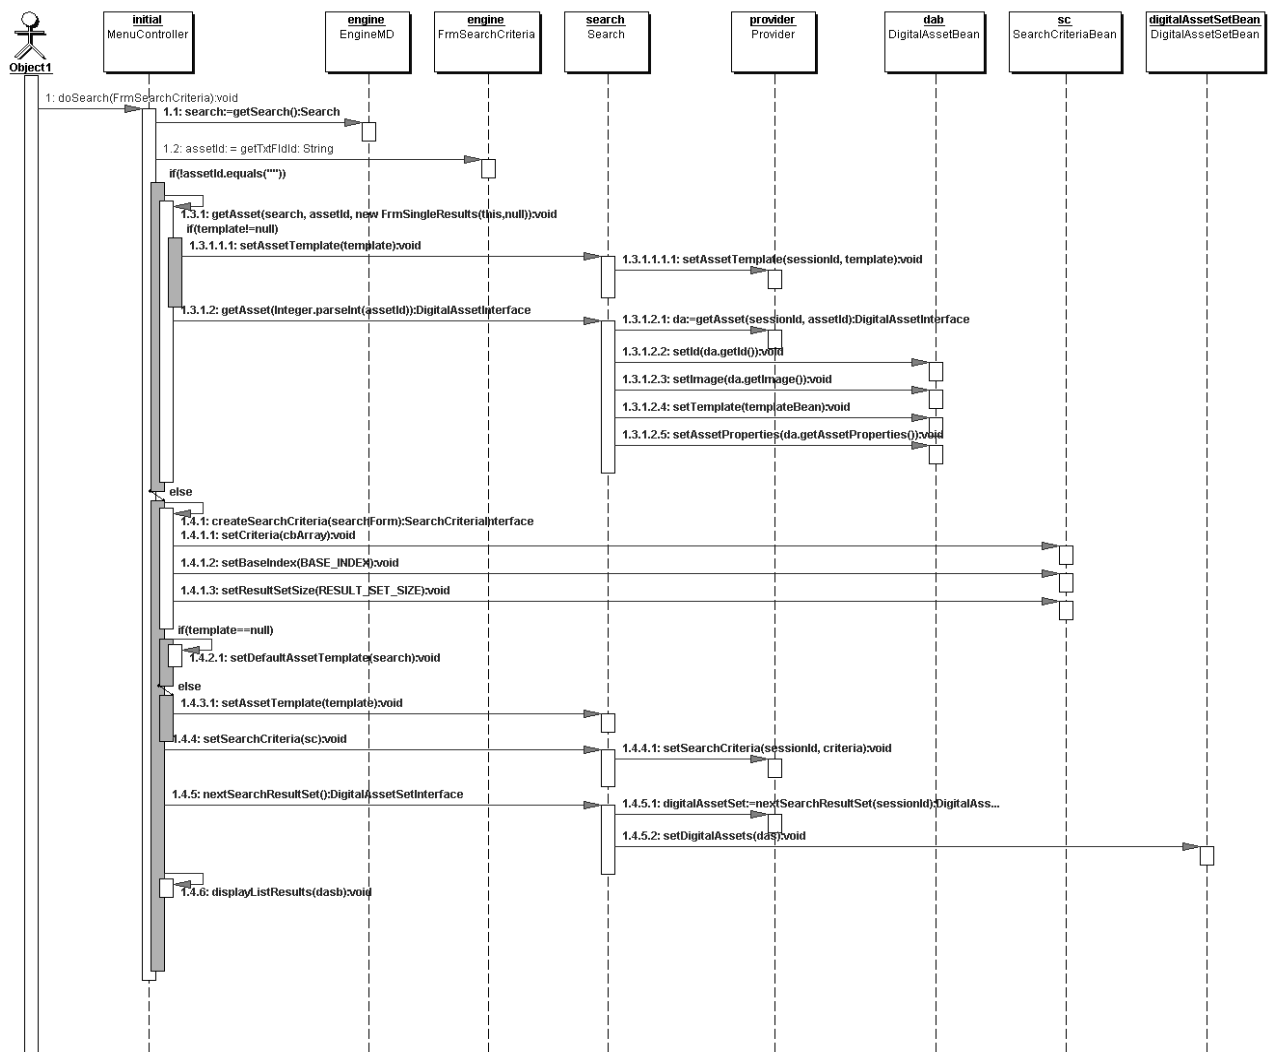 initial
MenuController
engine
EngineMD
engine
FrmSearchCriteria
search
Search
provider
Provider
dab
DigitalAssetBean
sc
SearchCriteriaBean
digitalAssetSetBean
DigitalAssetSetBean
Object1
1: doSearch(FrmSearchCriteria):void
1.1: search:=getSearch():Search
1.2: assetId: = getTxtFldId: String
if(!assetId.equals(""))
1.3.1: getAsset(search, assetId, new FrmSingleResults(this,null)):void
if(template!=null)
1.3.1.1.1: setAssetTemplate(template):void
1.3.1.1.1.1: setAssetTemplate(sessionId, template):void
1.3.1.2: getAsset(Integer.parseInt(assetId)):DigitalAssetInterface
1.3.1.2.1: da:=getAsset(sessionId, assetId):DigitalAssetInterface
1.3.1.2.2: setId(da.getId()):void
1.3.1.2.3: setImage(da.getImage()):void
1.3.1.2.4: setTemplate(templateBean):void
1.3.1.2.5: setAssetProperties(da.getAssetProperties()):void
else
1.4.1: createSearchCriteria(searchForm):SearchCriteriaInterface
1.4.1.1: setCriteria(cbArray):void
1.4.1.2: setBaseIndex(BASE_INDEX):void
1.4.1.3: setResultSetSize(RESULT_SET_SIZE):void
if(template==null)
1.4.2.1: setDefaultAssetTemplate(search):void
else
1.4.3.1: setAssetTemplate(template):void
1.4.4: setSearchCriteria(sc):void
1.4.4.1: setSearchCriteria(sessionId, criteria):void
1.4.5: nextSearchResultSet():DigitalAssetSetInterface
1.4.5.1: digitalAssetSet:=nextSearchResultSet(sessionId):DigitalAss...
1.4.5.2: setDigitalAssets(das):void
1.4.6: displayListResults(dasb):void